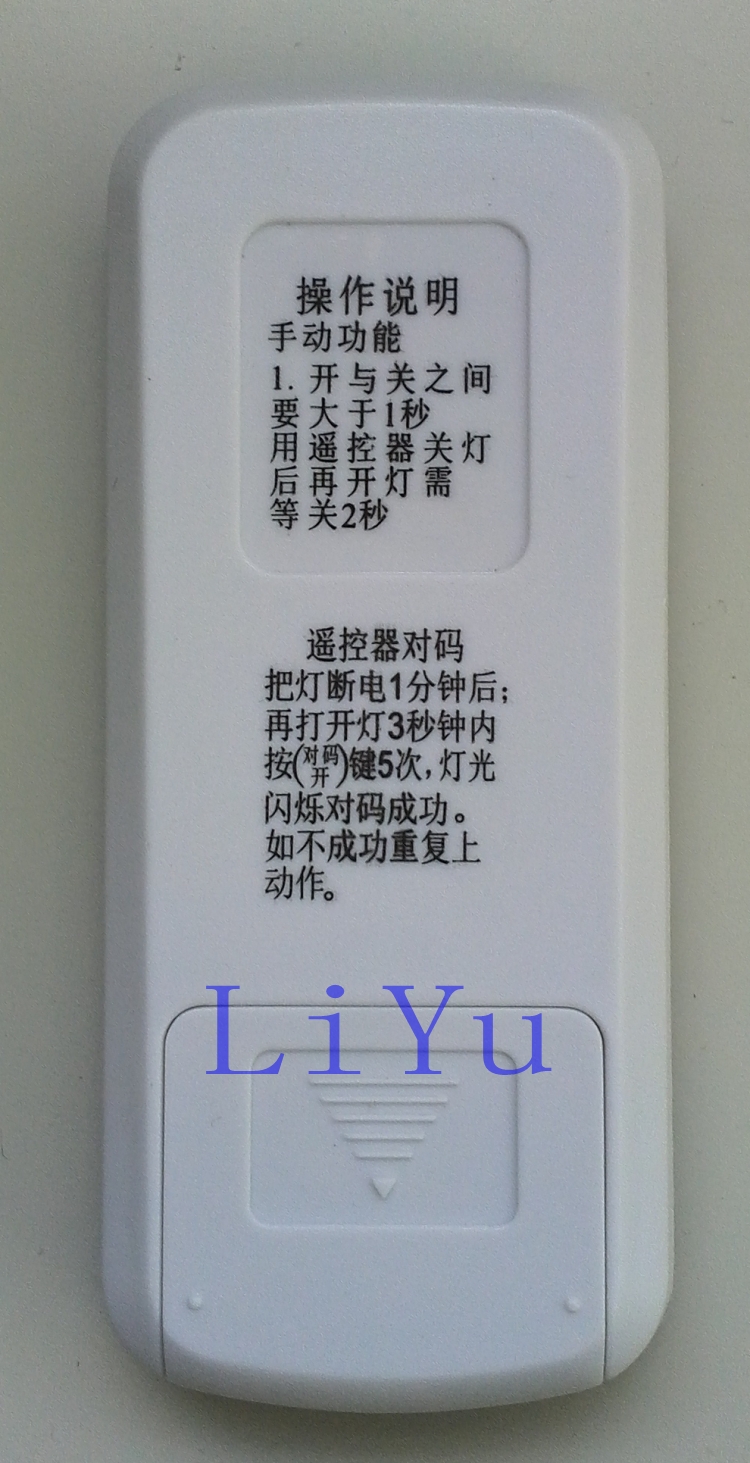 操作说明
手动功能
1. 开与关之间
要大于1秒
用遥控器关灯
后再开灯需
等关2秒
遥控器对码
把灯断电1分钟后;
再打开灯3秒钟内
按(对码开)键5次,灯光
闪烁对码成功。
如不成功重复上
动作。
LiYu